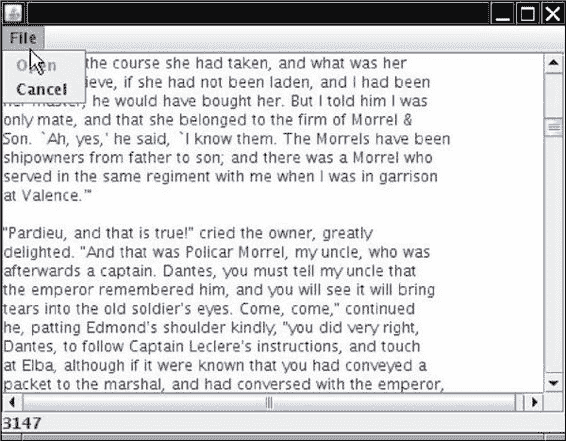 File
Open
Cancel
the course she had taken, and what was her
ieve, if she had not been laden, and I had been
her master, he would have bought her. But I told him I was
only mate, and that she belonged to the firm of Morrel &
Son. `Ah, yes,' he said, `I know them. The Morrels have been
shipowners from father to son; and there was a Morrel who
served in the same regiment with me when I was in garrison
at Valence.'"
"Pardieu, and that is true!" cried the owner, greatly
delighted. "And that was Policar Morrel, my uncle, who was
afterwards a captain. Dantes, you must tell my uncle that
the emperor remembered him, and you will see it will bring
tears into the old soldier's eyes. Come, come," continued
he, patting Edmond's shoulder kindly, "you did very right,
Dantes, to follow Captain Leclere's instructions, and touch
at Elba, although if it were known that you had conveyed a
packet to the marshal, and had conversed with the emperor,
3147